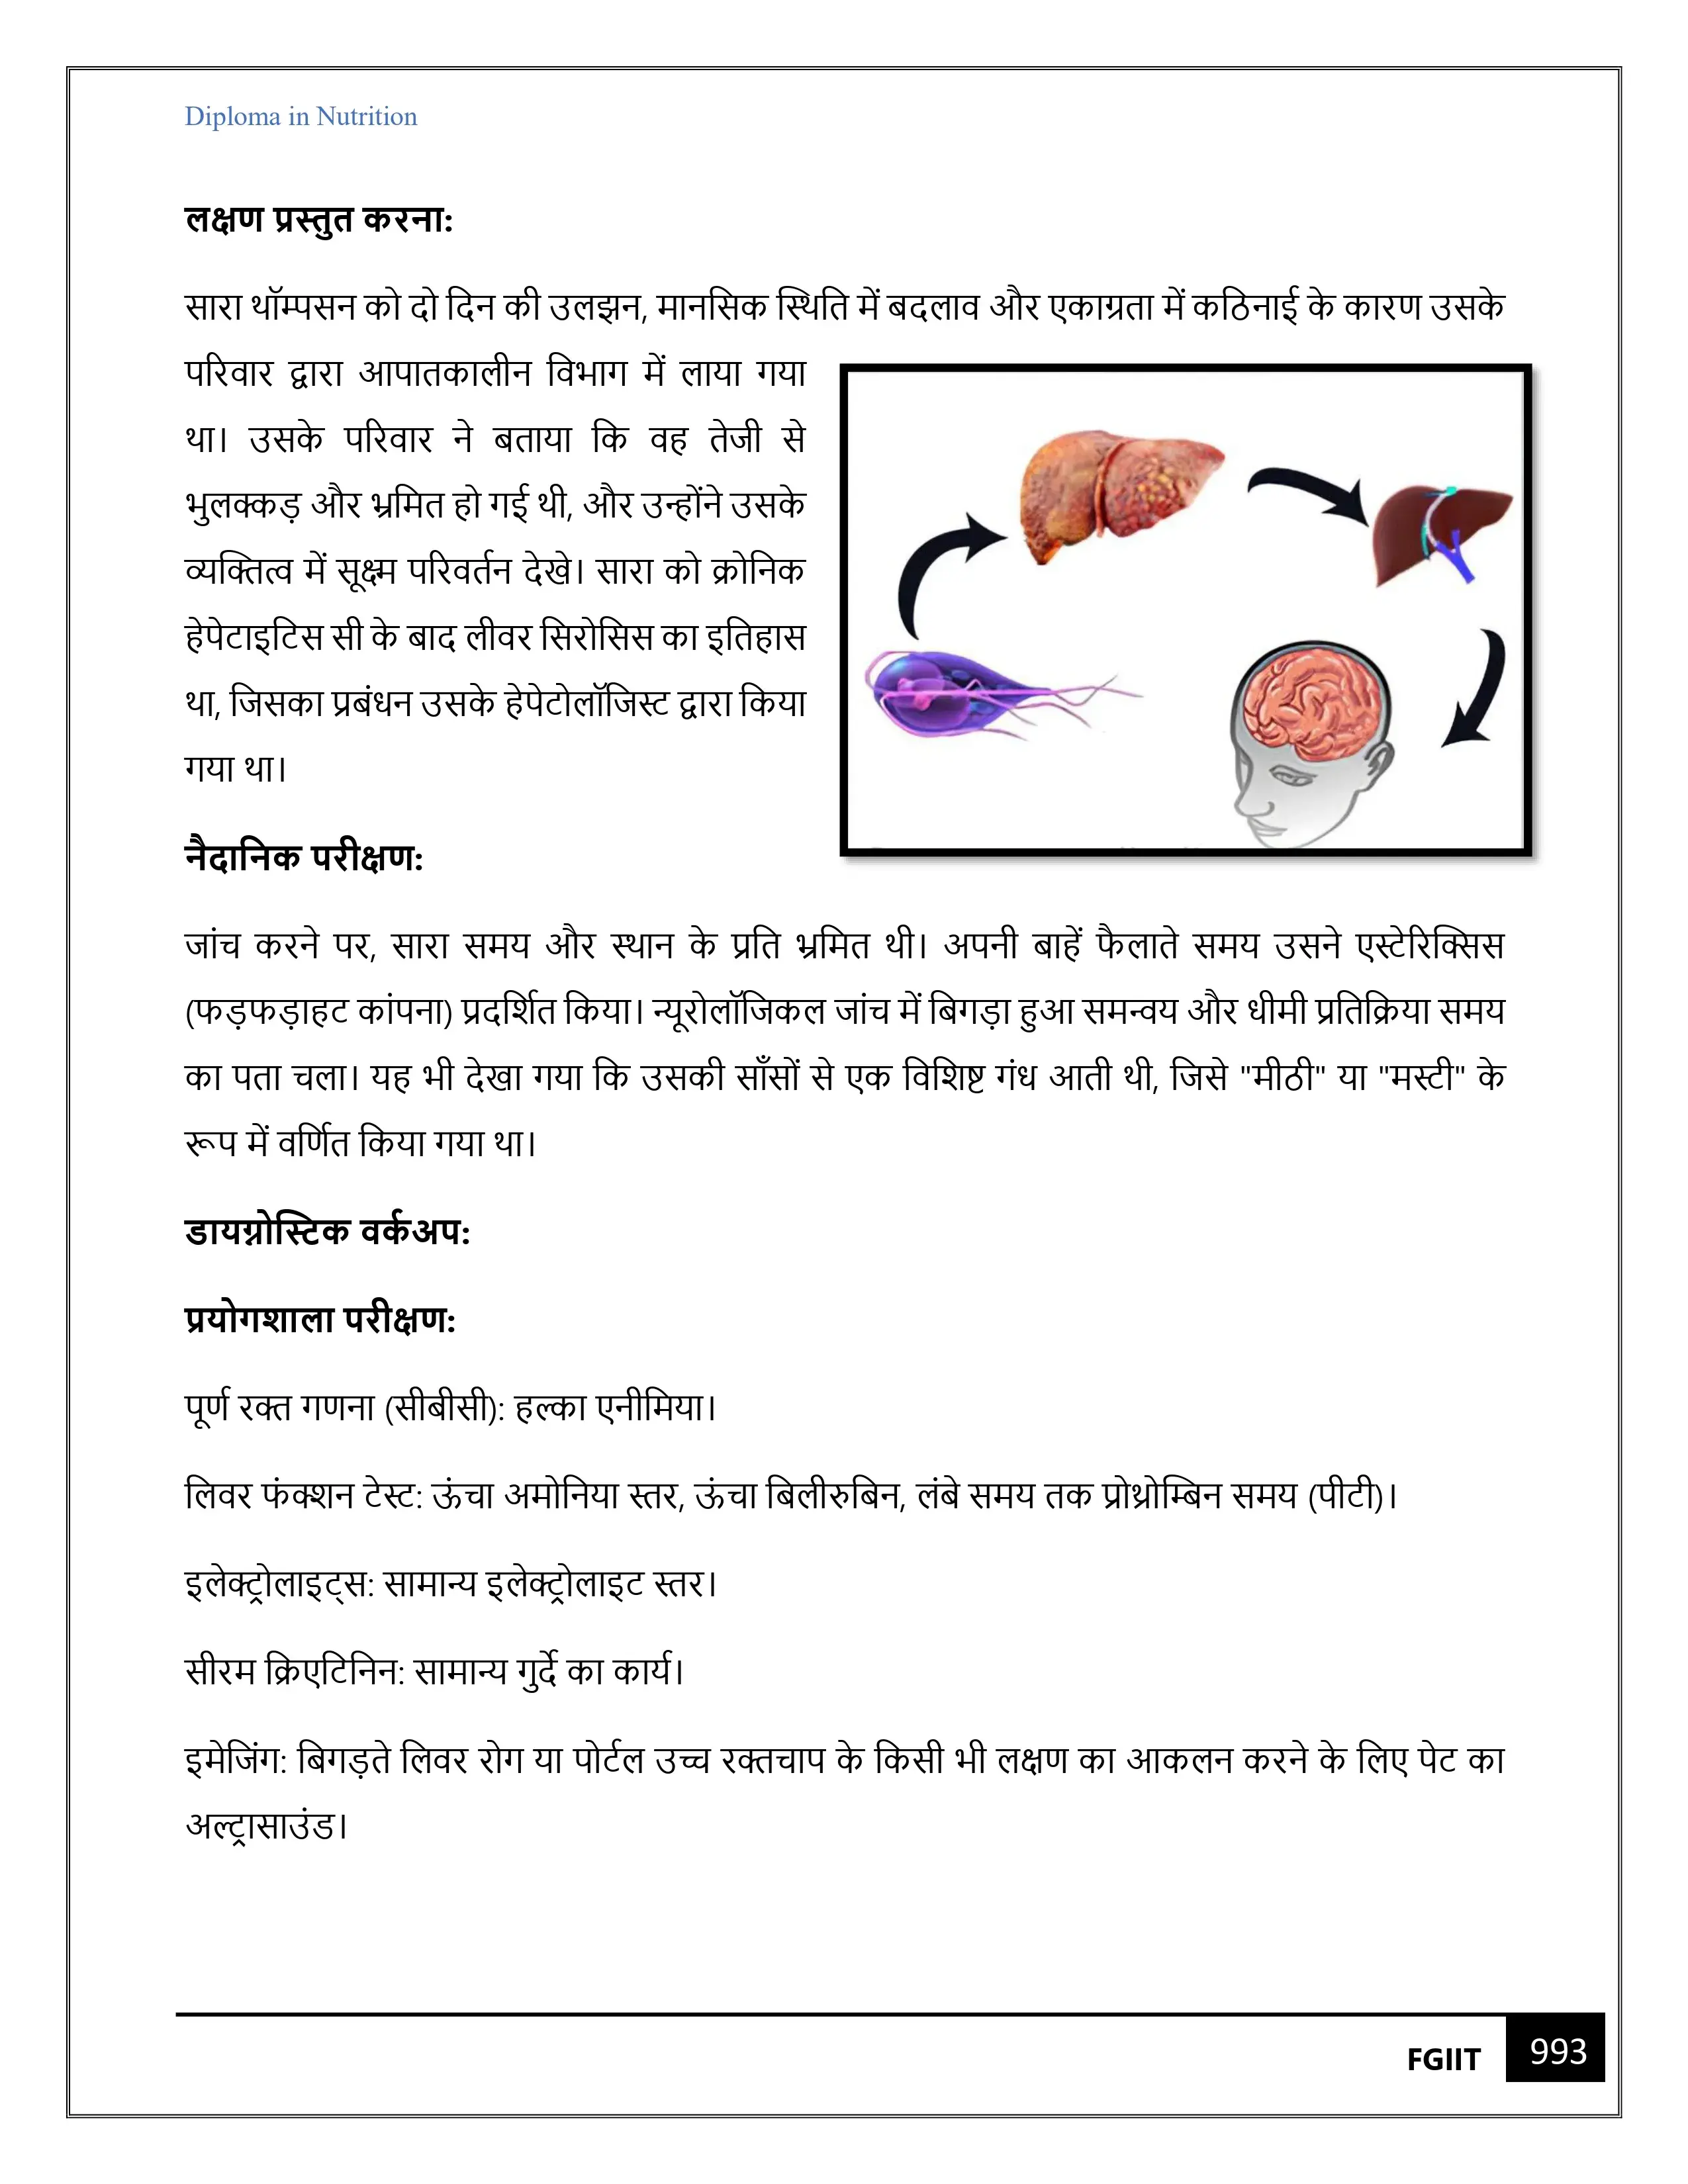 Diploma in Nutrition
लक्षण प्रस्तुत करना:
सारा थॉम्पसन को दो दिन की उलझन, मानसिक स्थिति में बदलाव और एकाग्रता में कठिनाई के कारण उसके
परिवार द्वारा आपातकालीन विभाग में लाया गया
था। उसके परिवार ने बताया कि वह तेजी से
भुलक्कड़ और भ्रमित हो गई थी, और उन्होंने उसके
व्यक्तित्व में सूक्ष्म परिवर्तन देखे। सारा को क्रोनिक
हेपेटाइटिस सी के बाद लीवर सिरोसिस का इतिहास
था, जिसका प्रबंधन उसके हेपेटोलॉजिस्ट द्वारा किया
गया था।
नैदानिक परीक्षण:
जांच करने पर, सारा समय और स्थान के प्रति भ्रमित थी। अपनी बाहें फैलाते समय उसने एस्टेरिक्सिस
(फड़फड़ाहट कांपना) प्रदर्शित किया। न्यूरोलॉजिकल जांच में बिगड़ा हुआ समन्वय और धीमी प्रतिक्रिया समय
का पता चला। यह भी देखा गया कि उसकी साँसों से एक विशिष्ट गंध आती थी, जिसे "मीठी" या "मस्टी" के
रूप में वर्णित किया गया था।
डायग्नोस्टिक वर्कअप:
प्रयोगशाला परीक्षण:
पूर्ण रक्त गणना (सीबीसी): हल्का एनीमिया।
लिवर फंक्शन टेस्ट: ऊंचा अमोनिया स्तर, ऊंचा बिलीरुबिन, लंबे समय तक प्रोथ्रोम्बिन समय (पीटी)।
इलेक्ट्रोलाइट्स: सामान्य इलेक्ट्रोलाइट स्तर।
सीरम क्रिएटिनिन: सामान्य गुर्दे का कार्य।
इमेजिंग: बिगड़ते लिवर रोग या पोर्टल उच्च रक्तचाप के किसी भी लक्षण का आकलन करने के लिए पेट का
अल्ट्रासाउंड।
FGIIT 993